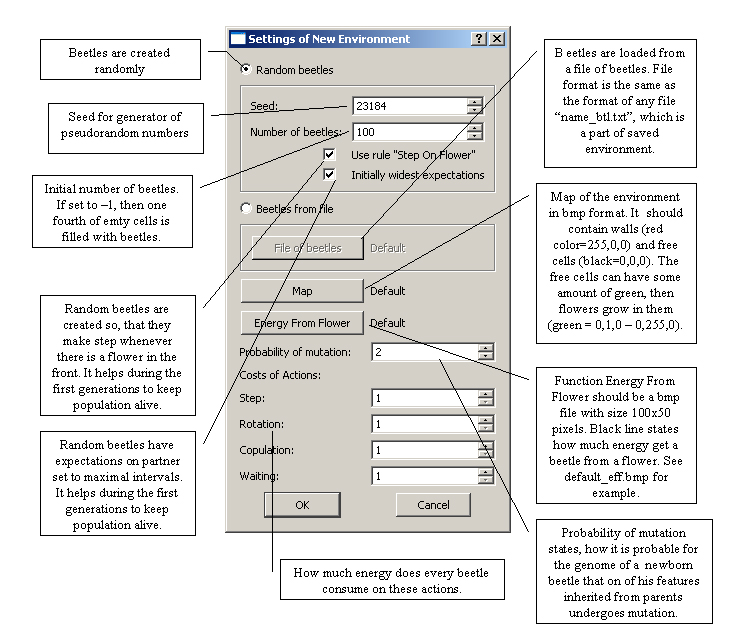 Settings of New Environment
Beetles are created
randomly
Random beetles
Seed for generator of
pseudorandom numbers
Seed:
23184
Number of beetles:
100
Use rule "Step On Flower"
Initially widest expectations
Initial number of beetles.
If set to –1, then one
fourth of emty cells is
filled with beetles.
Beetles from file
File of beetles
Default
Map
Default
Energy From Flower
Default
Probability of mutation:
2
Costs of Actions:
Step:
1
Rotation:
1
Copulation:
1
Waiting:
1
OK
Cancel
Random beetles are
created so, that they
make step whenever
there is a flower in the
front. It helps during the
first generations to keep
population alive.
Random beetles have
expectations on partner
set to maximal intervals.
It helps during the first
generations to keep
population alive.
B eetles are loaded from
a file of beetles. File
format is the same as
the format of any file
“name_btl.txt”, which is
a part of saved
environment.
Map of the environment
in bmp format. It should
contain walls (red
color=255,0,0) and free
cells (black=0,0,0). The
free cells can have some
amount of green, then
flowers grow in them
(green = 0,1,0 – 0,255,0).
Function Energy From
Flower should be a bmp
file with size 100x50
pixels. Black line states
how much energy get a
beetle from a flower. See
default_eff.bmp for
example.
Probability of mutation
states, how it is probable for
the genome of a newborn
beetle that on of his features
inherited from parents
undergoes mutation.
How much energy does every beetle
consume on these actions.